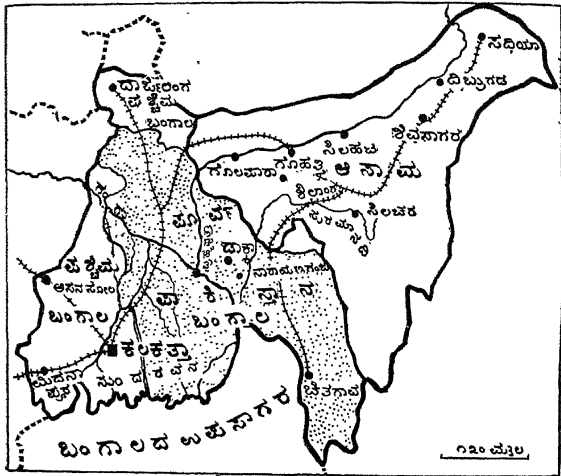 ಸಧಿಯಾ
ದಿಬ್ರುಗಡ
ದಾರ್ಜಿಲಿಂಗ
ಪಶ್ಚಿಮ
ಬಂಗಾಲ
ಶಿವಸಾಗರ
ಸಿಲಹಟ
ಗೋಲಪಾರಾ
ಗೌಹತ್ತಿ
ಆಸಾಮ
ಶಿಲಾಂಗ
ಸಿಲಚರ
ಪೂರ್ವ
ಢಾಕ್ಕಾ
ನಾರಾಯಣಗಂಜ
ಪಶ್ಚಿಮ
ಆಸನಸೋಲ
ಬಂಗಾಲ
ಪಾಕಿಸ್ತಾನ
ಬಂಗಾಲ
ಕಲಕತ್ತಾ
ಮಿದನಾ
ಪುರ
ಸುಂದರವನ
ಚಿತಗಾವ
ಬಂಗಾಲದ ಉಪಸಾಗರ
೧೨೦ ಮೈಲ